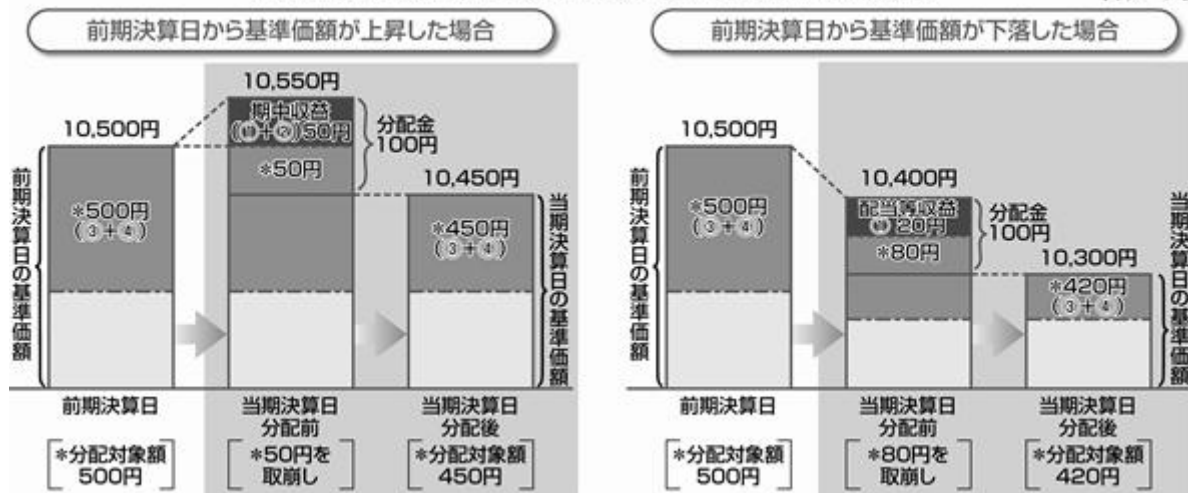 前期決算日から基準価額が上昇した場合
10,500円
前期決算日の基準価額
*500円
(③+④)
10,550円
期中収益
(①+②)50円
*50円
分配金
100円
10,450円
*450円
(③+④)
当期決算日の基準価額
前期決算日
*分配対象額
500円
当期決算日
分配前
*50円を
取崩し
当期決算日
分配後
*分配対象額
450円
前期決算日から基準価額が下落した場合
10,500円
前期決算日の基準価額
*500円
(③+④)
10,400円
配当等収益
① 20円
*80円
分配金
100円
10,300円
*420円
(③+④)
当期決算日の基準価額
前期決算日
*分配対象額
500円
当期決算日
分配前
*80円を
取崩し
当期決算日
分配後
*分配対象額
420円